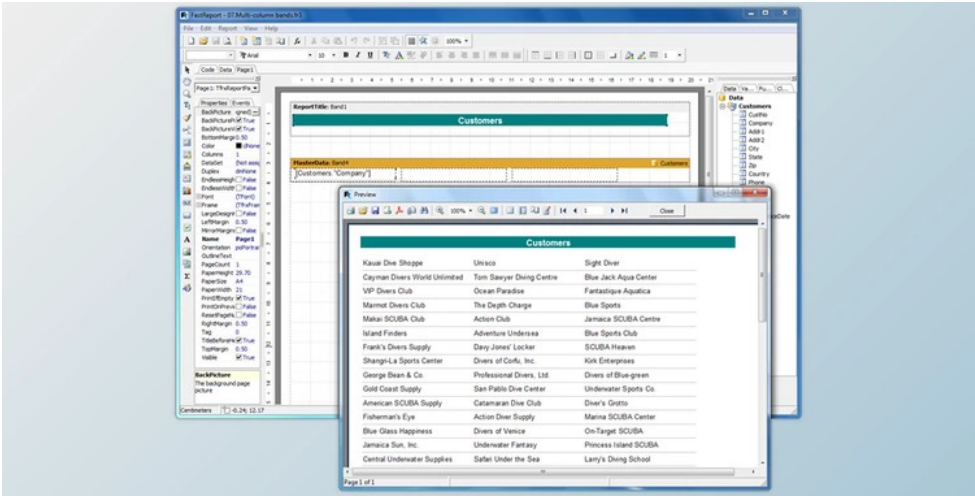 FastReport - 07.Multi-column bands.fr3
File Edit Report View Help
100%
Arial 10 B I U 1
Code Data Page1
Page1: TfrxReportPa
Properties Events
BackPicture
True
True
BottomMargin 0.50
Color
Columns 1
DataSet
Duplex dmNone
False
False
Font (TFont)
Frame
False
LeftMargin 0.50
False
Name Page1
Orientation
OutlineText
PageCount 1
PaperHeight 29.70
PaperSize A4
PaperWidth 21
True
False
False
RightMargin 0.50
Tag 0
True
TopMargin 0.50
Visible True
BackPicture
The background page
picture
Centimeters -0.24; 12.17
ReportTitle: Band1
Customers
MasterData: Band4 Customers
[Customers."Company"]
Data Va... Pu... Cl...
Data
Customers
CustNo
Company
Addr1
Addr2
City
State
Zip
Country
Phone
Preview
100% 1 Close
Customers
Kauai Dive Shoppe Unisco Sight Diver
Cayman Divers World Unlimited Tom Sawyer Diving Centre Blue Jack Aqua Center
VIP Divers Club Ocean Paradise Fantastique Aquatica
Marmot Divers Club The Depth Charge Blue Sports
Makai SCUBA Club Action Club Jamaica SCUBA Centre
Island Finders Adventure Undersea Blue Sports Club
Frank's Divers Supply Davy Jones' Locker SCUBA Heaven
Shangri-La Sports Center Divers of Corfu, Inc. Kirk Enterprises
George Bean & Co. Professional Divers, Ltd. Divers of Blue-green
Gold Coast Supply San Pablo Dive Center Underwater Sports Co.
American SCUBA Supply Catamaran Dive Club Diver's Grotto
Fisherman's Eye Action Diver Supply Marina SCUBA Center
Blue Glass Happiness Divers of Venice On-Target SCUBA
Jamaica Sun, Inc. Underwater Fantasy Princess Island SCUBA
Central Underwater Supplies Safari Under the Sea Larry's Diving School
Page 1 of 1